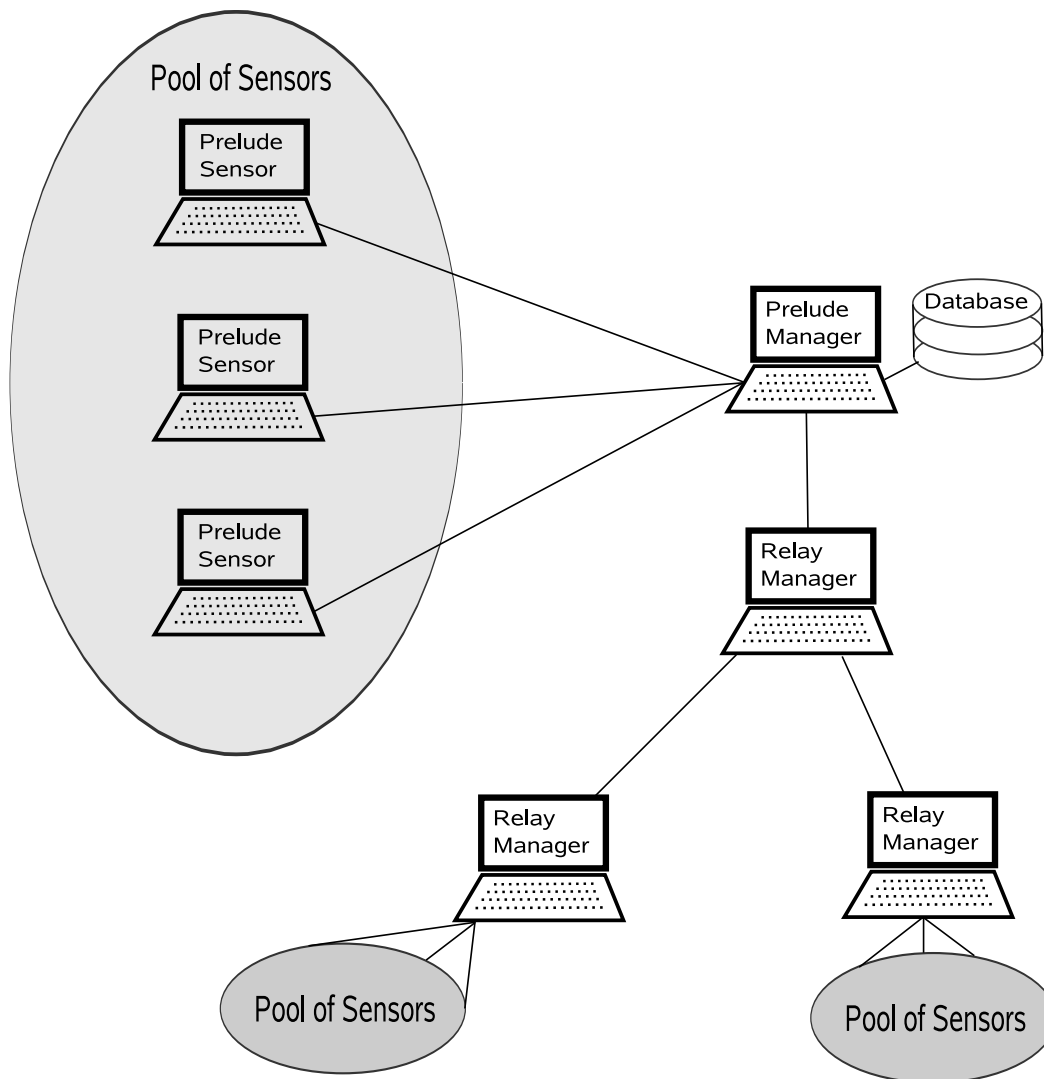 Pool of Sensors
Prelude
Sensor
Prelude
Sensor
Prelude
Sensor
Prelude
Manager
Database
Relay
Manager
Relay
Manager
Relay
Manager
Pool of Sensors
Pool of Sensors